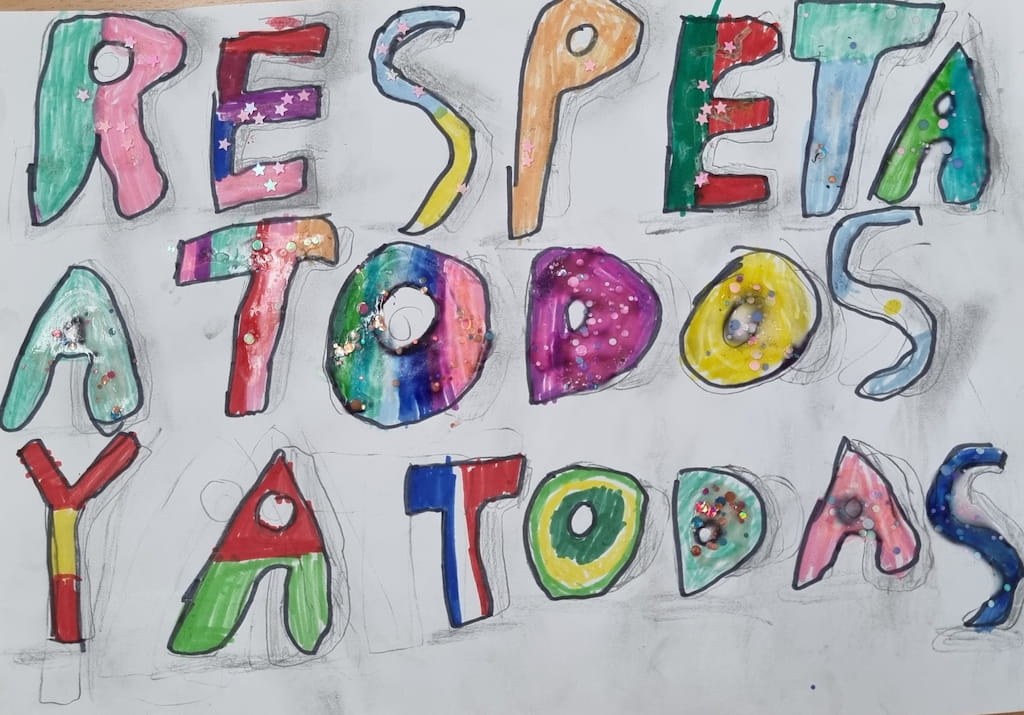 RESPETA
A TODOS
Y A TODAS